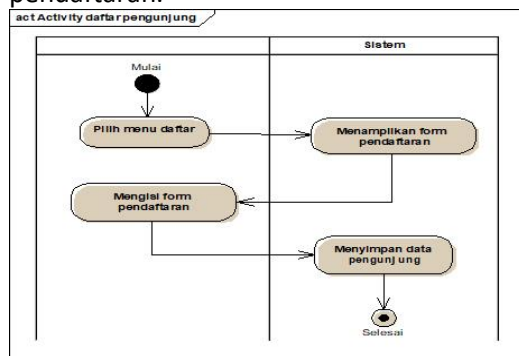 pendaftaran.
act Activity daftar pengunjung
Sistem
Mulai
Pilih menu daftar
Menampilkan form
pendaftaran
Mengisi form
pendaftaran
Menyimpan data
pengunjung
Selesai